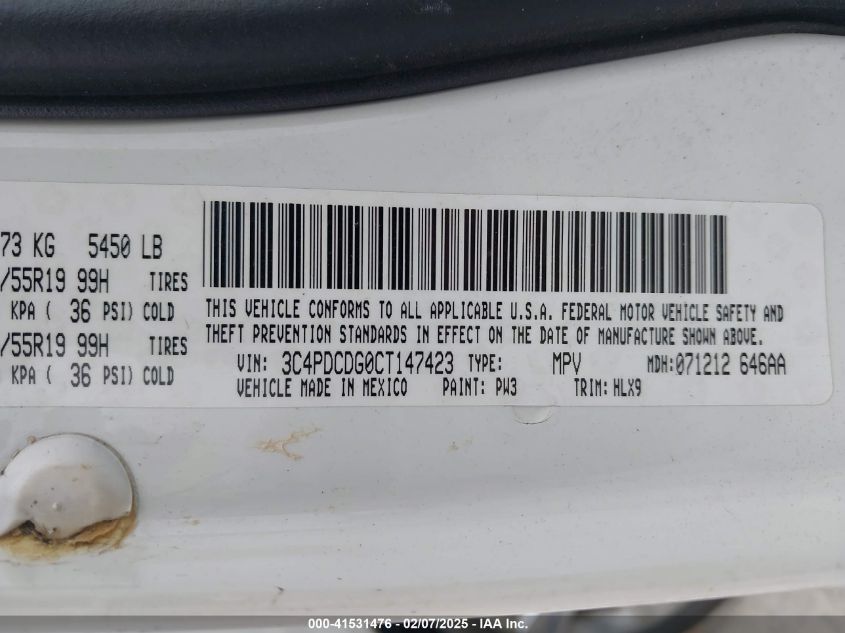 73 KG 5450 LB
/55R19 99H TIRES
KPA ( 36 PSI) COLD
/55R19 99H TIRES
KPA ( 36 PSI) COLD
THIS VEHICLE CONFORMS TO ALL APPLICABLE U.S.A. FEDERAL MOTOR VEHICLE SAFETY AND
THEFT PREVENTION STANDARDS IN EFFECT ON THE DATE OF MANUFACTURE SHOWN ABOVE.
VIN: 3C4PDCDG0CT147423 TYPE: MPV MDH: 071212 646AA
VEHICLE MADE IN MEXICO PAINT: PW3 TRIM: HLX9
000-41531476 - 02/07/2025 - IAA Inc.